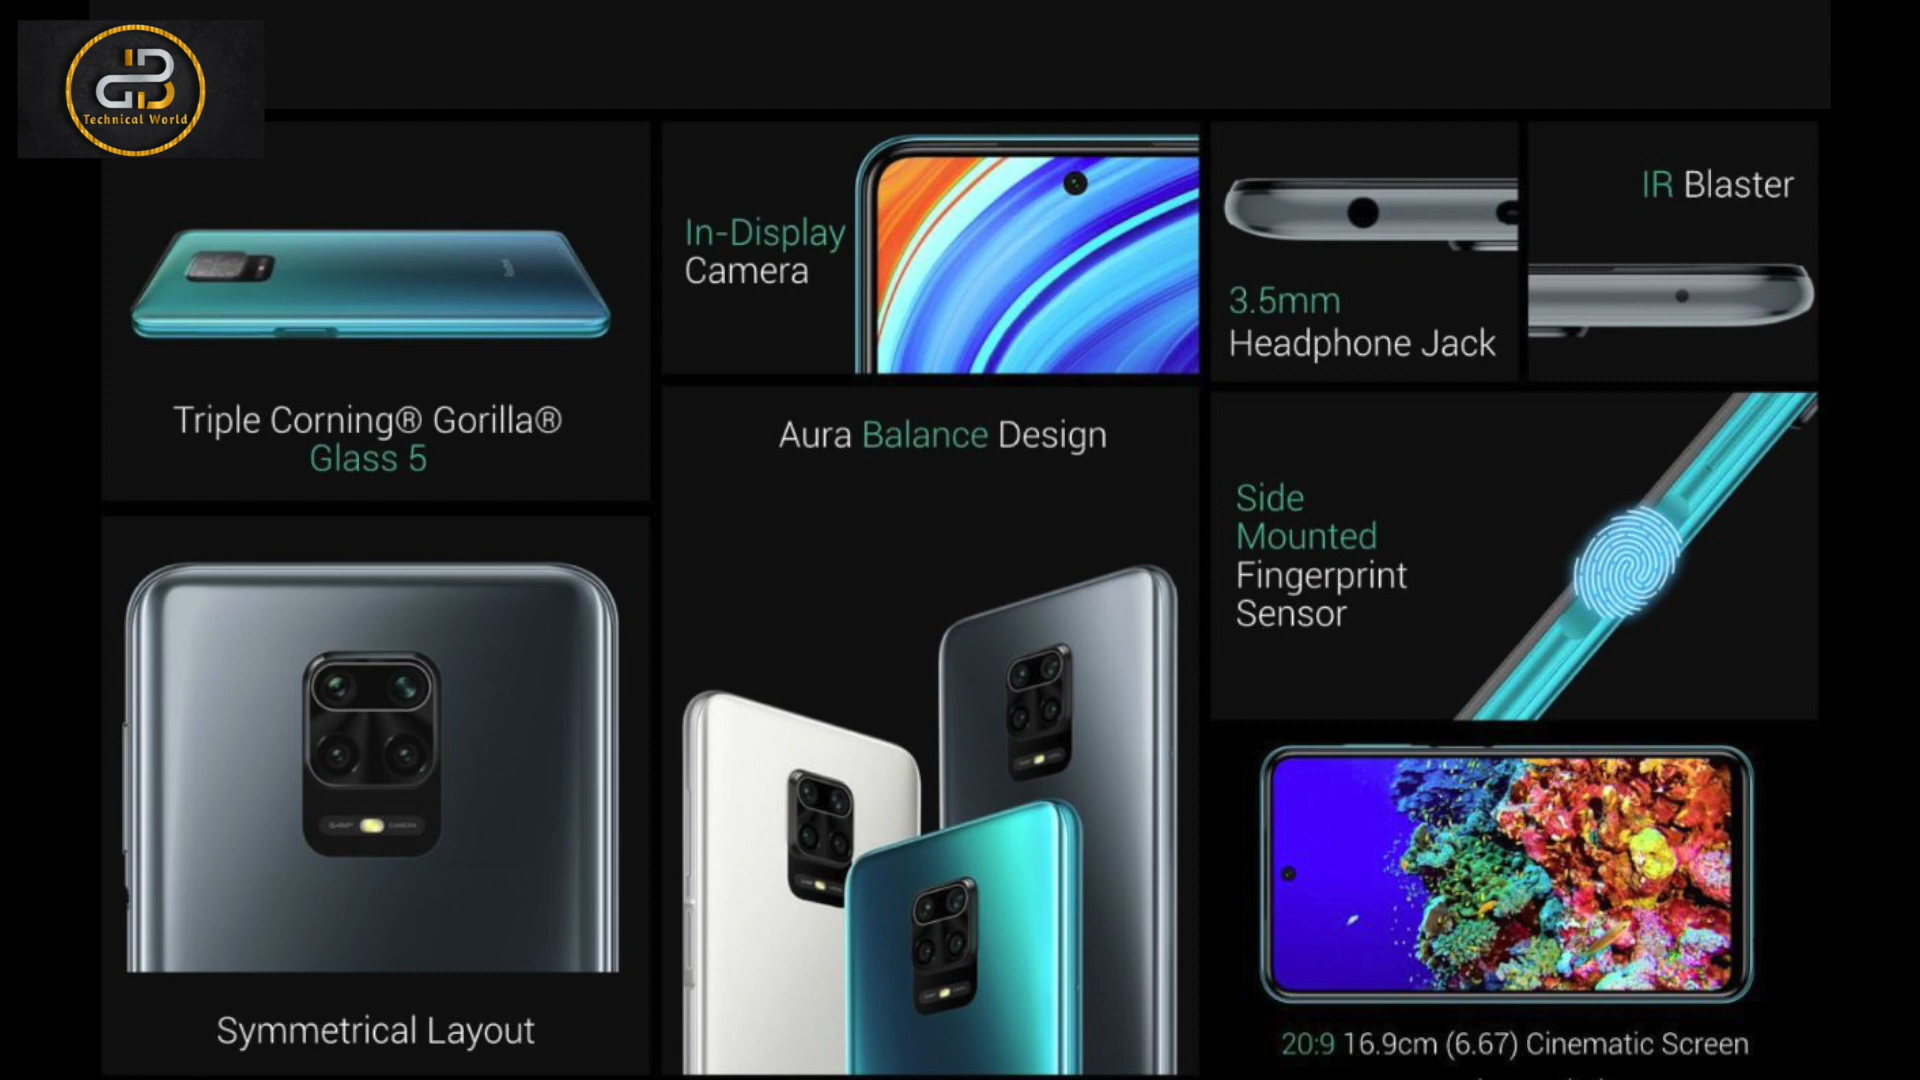 Technical World
Triple Corning® Gorilla®
Glass 5
In-Display
Camera
3.5mm
Headphone Jack
IR Blaster
Aura Balance Design
Side
Mounted
Fingerprint
Sensor
Symmetrical Layout
20:9 16.9cm (6.67) Cinematic Screen